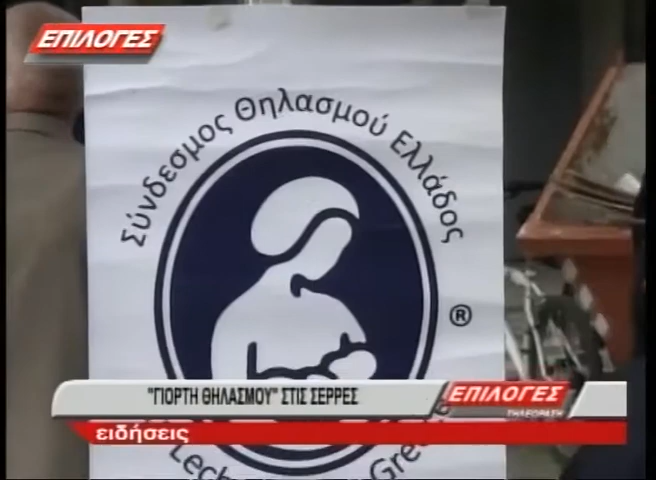 ΕΠΙΛΟΓΕΣ
Σύνδεσμος Θηλασμού Ελλάδος
®
"ΓΙΟΡΤΗ ΘΗΛΑΣΜΟΥ" ΣΤΙΣ ΣΕΡΡΕΣ
ΕΠΙΛΟΓΕΣ
ΤΗΛΕΟΡΑΣΗ
ειδήσεις